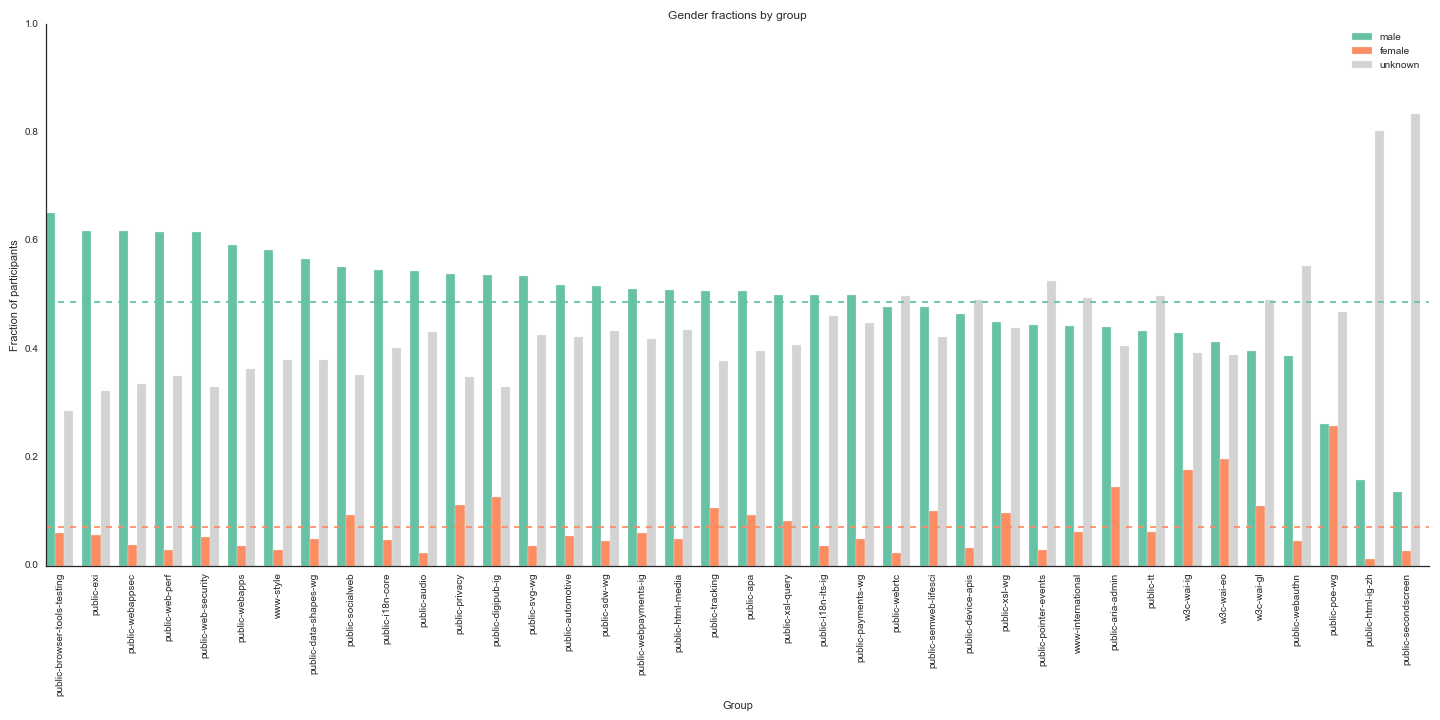 Gender fractions by group
male
female
unknown
Fraction of participants
1.0
0.8
0.6
0.4
0.2
0.0
public-browser-tools-testing
public-exi
public-webappsec
public-web-perf
public-web-security
public-webapps
www-style
public-data-shapes-wg
public-socialweb
public-i18n-core
public-audio
public-privacy
public-digipub-ig
public-svg-wg
public-automotive
public-sdw-wg
public-webpayments-ig
public-html-media
public-tracking
public-apa
public-xsl-query
public-i18n-its-ig
public-payments-wg
public-webrtc
public-semweb-lifesci
public-device-apis
public-xsl-wg
public-pointer-events
www-international
public-aria-admin
public-tt
w3c-wai-ig
w3c-wai-eo
w3c-wai-gl
public-webauthn
public-poe-wg
public-html-ig-zh
public-secondscreen
Group